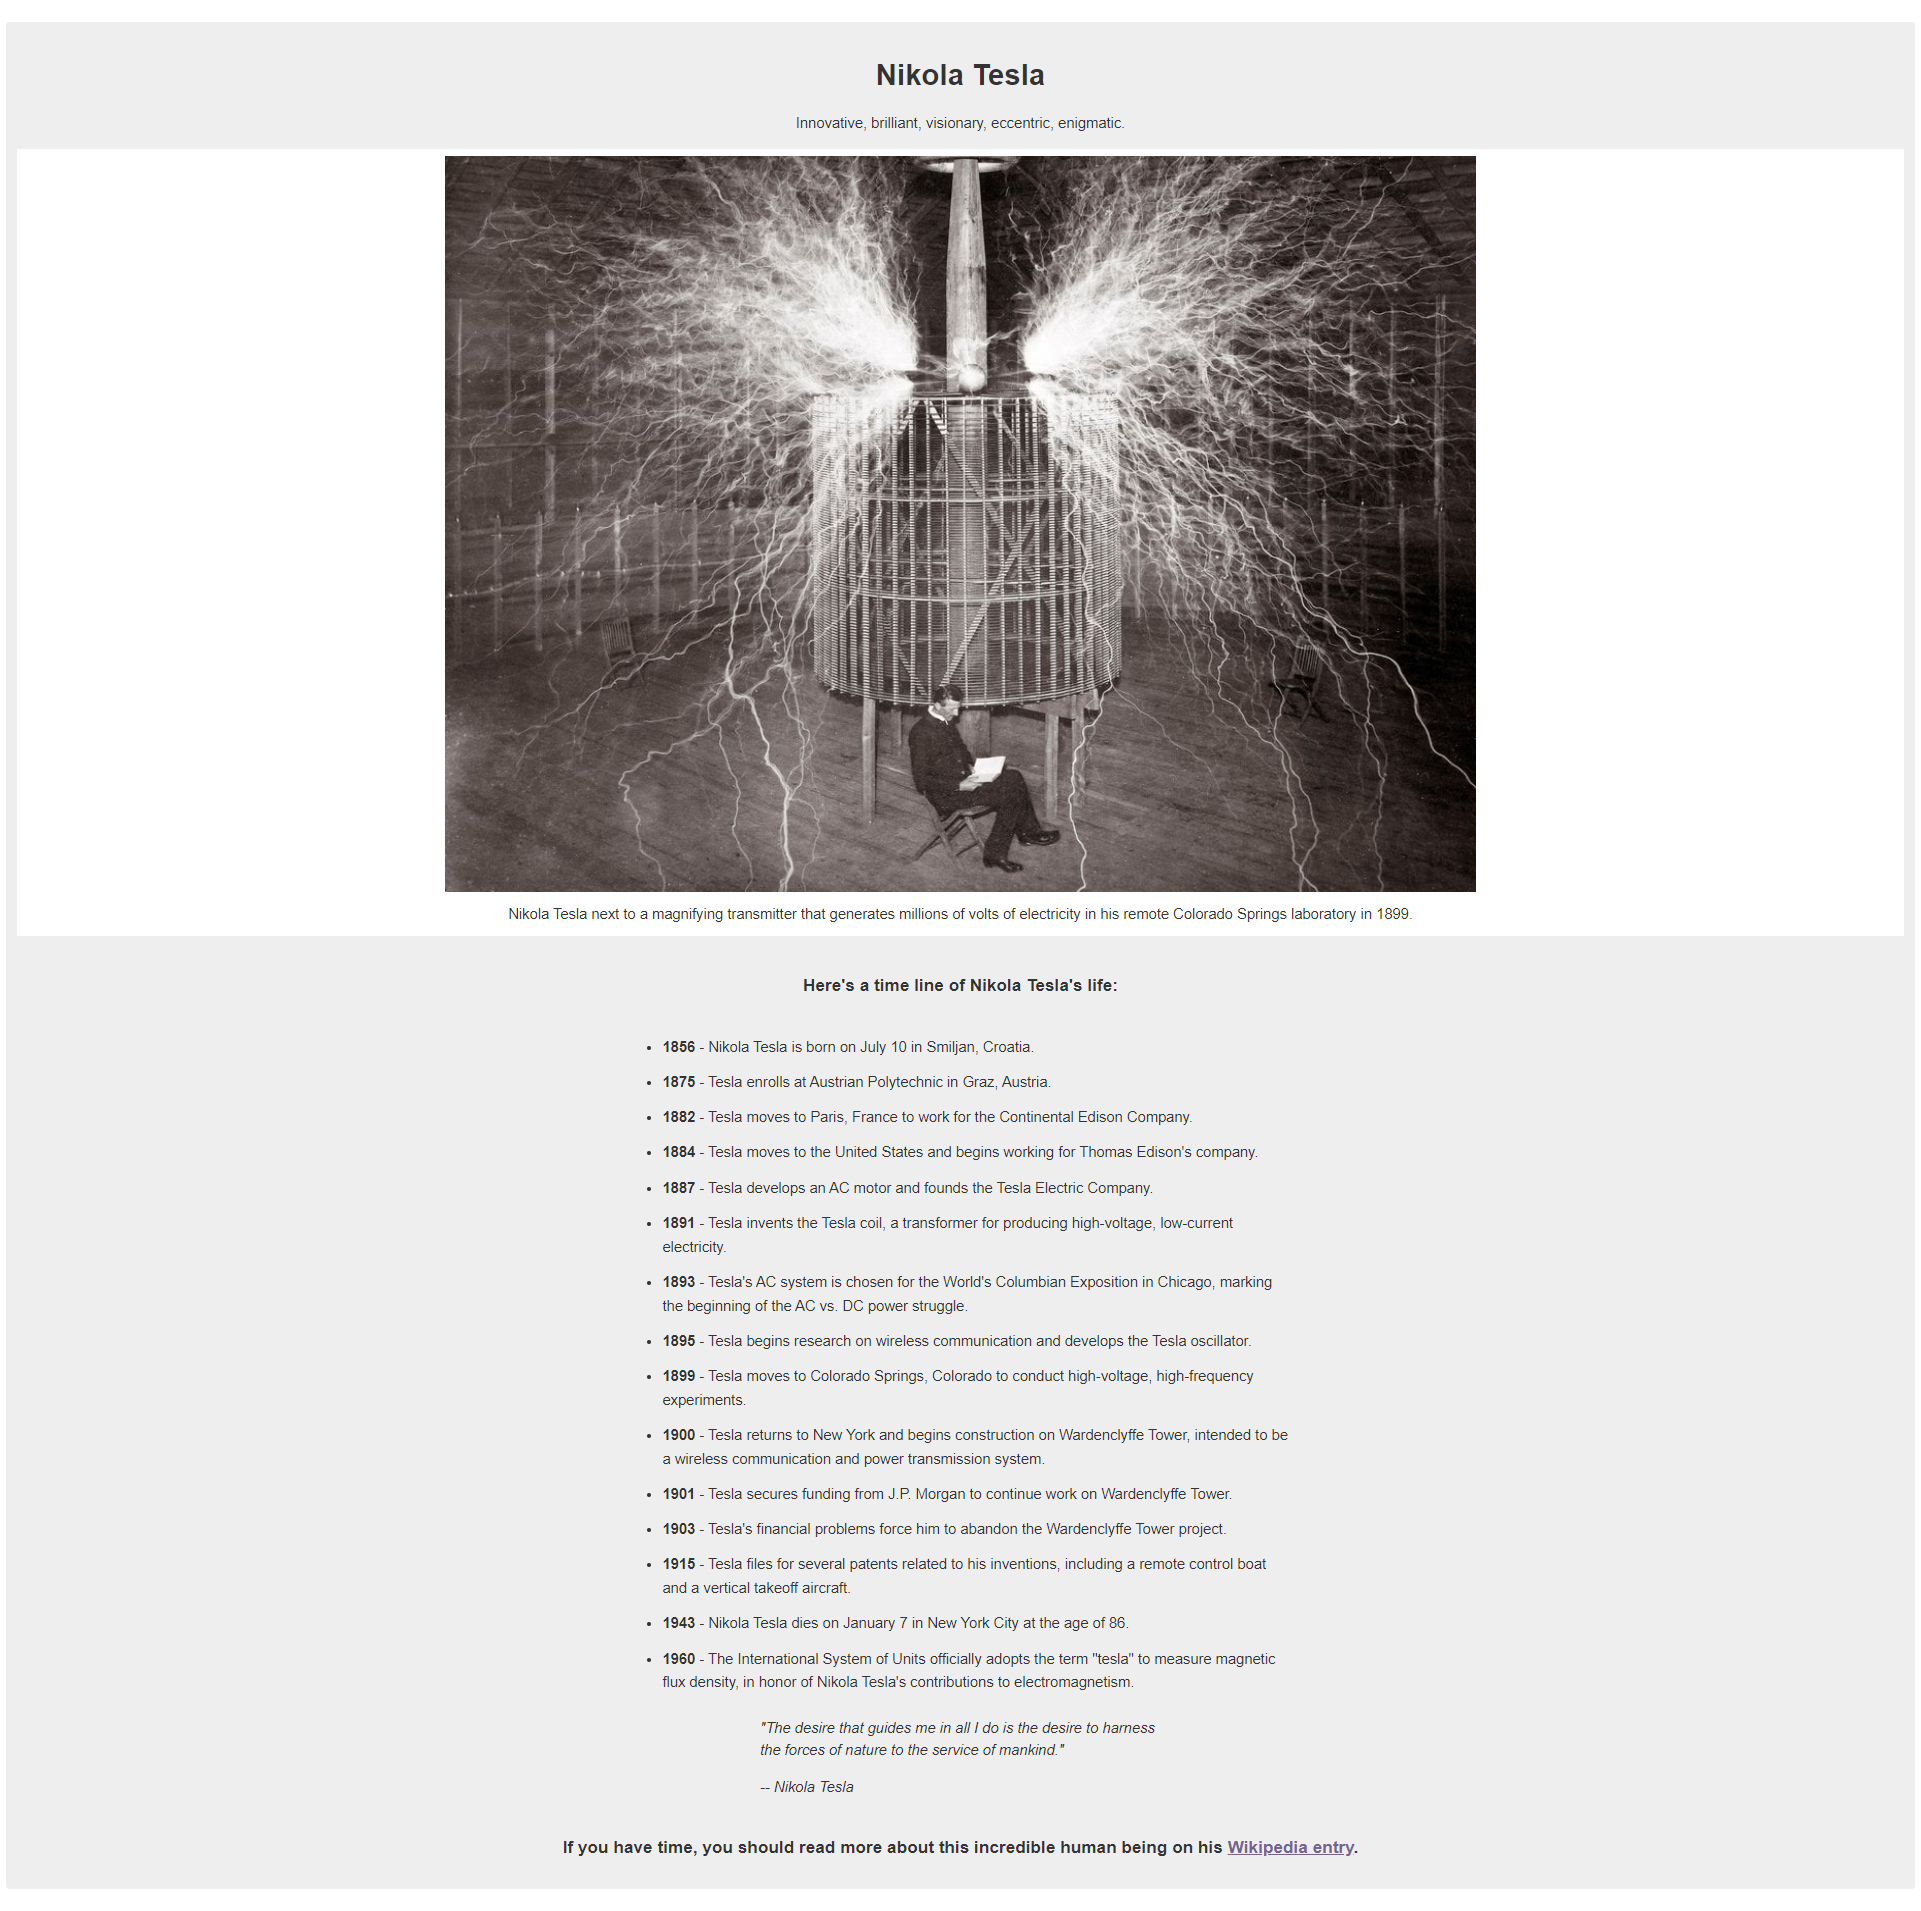 Nikola Tesla
Innovative, brilliant, visionary, eccentric, enigmatic.
Nikola Tesla next to a magnifying transmitter that generates millions of volts of electricity in his remote Colorado Springs laboratory in 1899.
Here's a time line of Nikola Tesla's life:
• 1856 - Nikola Tesla is born on July 10 in Smiljan, Croatia.
• 1875 - Tesla enrolls at Austrian Polytechnic in Graz, Austria.
• 1882 - Tesla moves to Paris, France to work for the Continental Edison Company.
• 1884 - Tesla moves to the United States and begins working for Thomas Edison's company.
• 1887 - Tesla develops an AC motor and founds the Tesla Electric Company.
• 1891 - Tesla invents the Tesla coil, a transformer for producing high-voltage, low-current
electricity.
• 1893 - Tesla's AC system is chosen for the World's Columbian Exposition in Chicago, marking
the beginning of the AC vs. DC power struggle.
• 1895 - Tesla begins research on wireless communication and develops the Tesla oscillator.
• 1899 - Tesla moves to Colorado Springs, Colorado to conduct high-voltage, high-frequency
experiments.
• 1900 - Tesla returns to New York and begins construction on Wardenclyffe Tower, intended to be
a wireless communication and power transmission system.
• 1901 - Tesla secures funding from J.P. Morgan to continue work on Wardenclyffe Tower.
• 1903 - Tesla's financial problems force him to abandon the Wardenclyffe Tower project.
• 1915 - Tesla files for several patents related to his inventions, including a remote control boat
and a vertical takeoff aircraft.
• 1943 - Nikola Tesla dies on January 7 in New York City at the age of 86.
• 1960 - The International System of Units officially adopts the term "tesla" to measure magnetic
flux density, in honor of Nikola Tesla's contributions to electromagnetism.
"The desire that guides me in all I do is the desire to harness
the forces of nature to the service of mankind."
-- Nikola Tesla
If you have time, you should read more about this incredible human being on his Wikipedia entry.